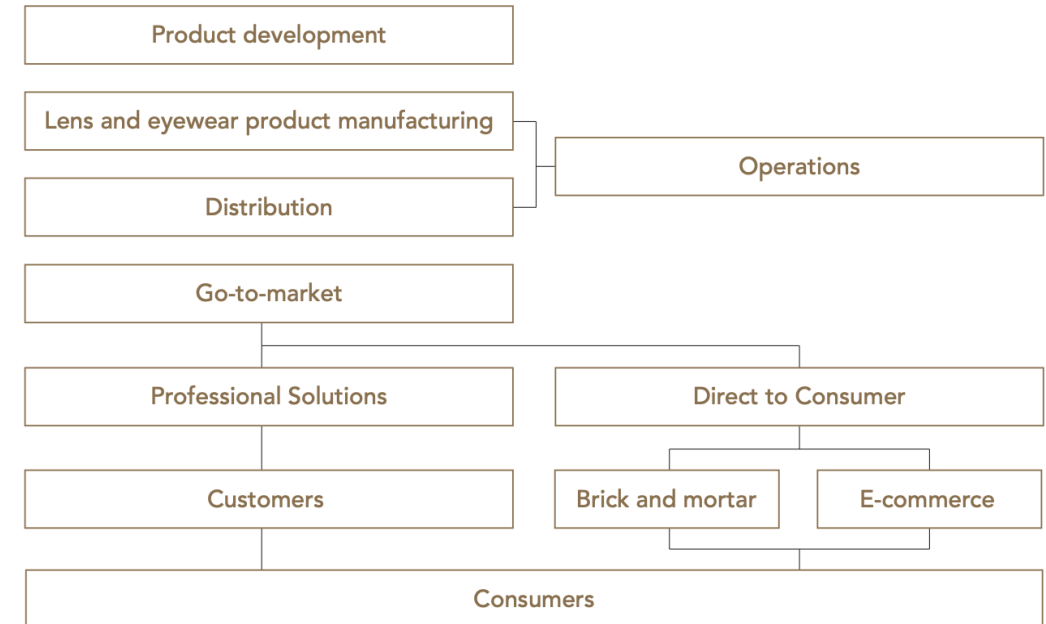 Product development
Lens and eyewear product manufacturing
Operations
Distribution
Go-to-market
Professional Solutions
Direct to Consumer
Customers
Brick and mortar
E-commerce
Consumers